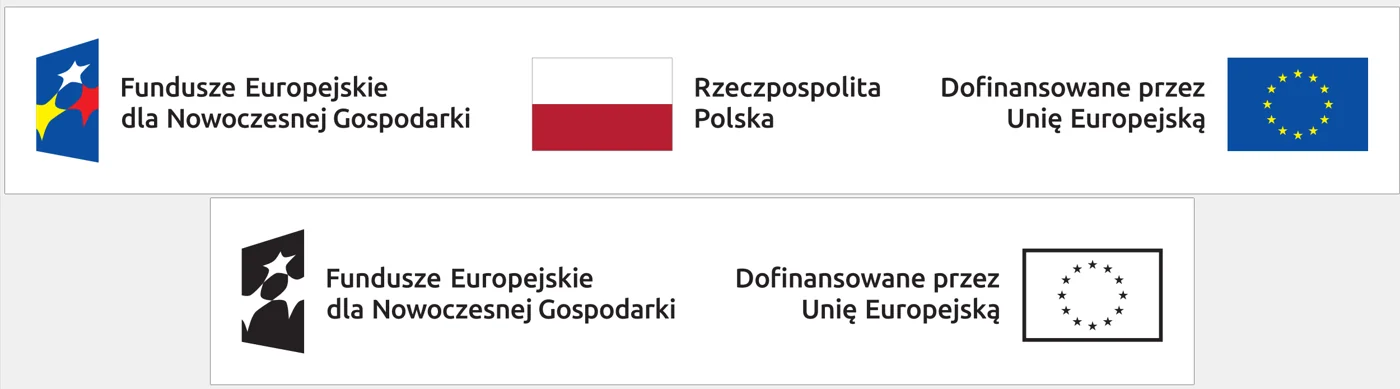 Fundusze Europejskie
dla Nowoczesnej Gospodarki
Rzeczpospolita
Polska
Dofinansowane przez
Unię Europejską
Fundusze Europejskie
dla Nowoczesnej Gospodarki
Dofinansowane przez
Unię Europejską